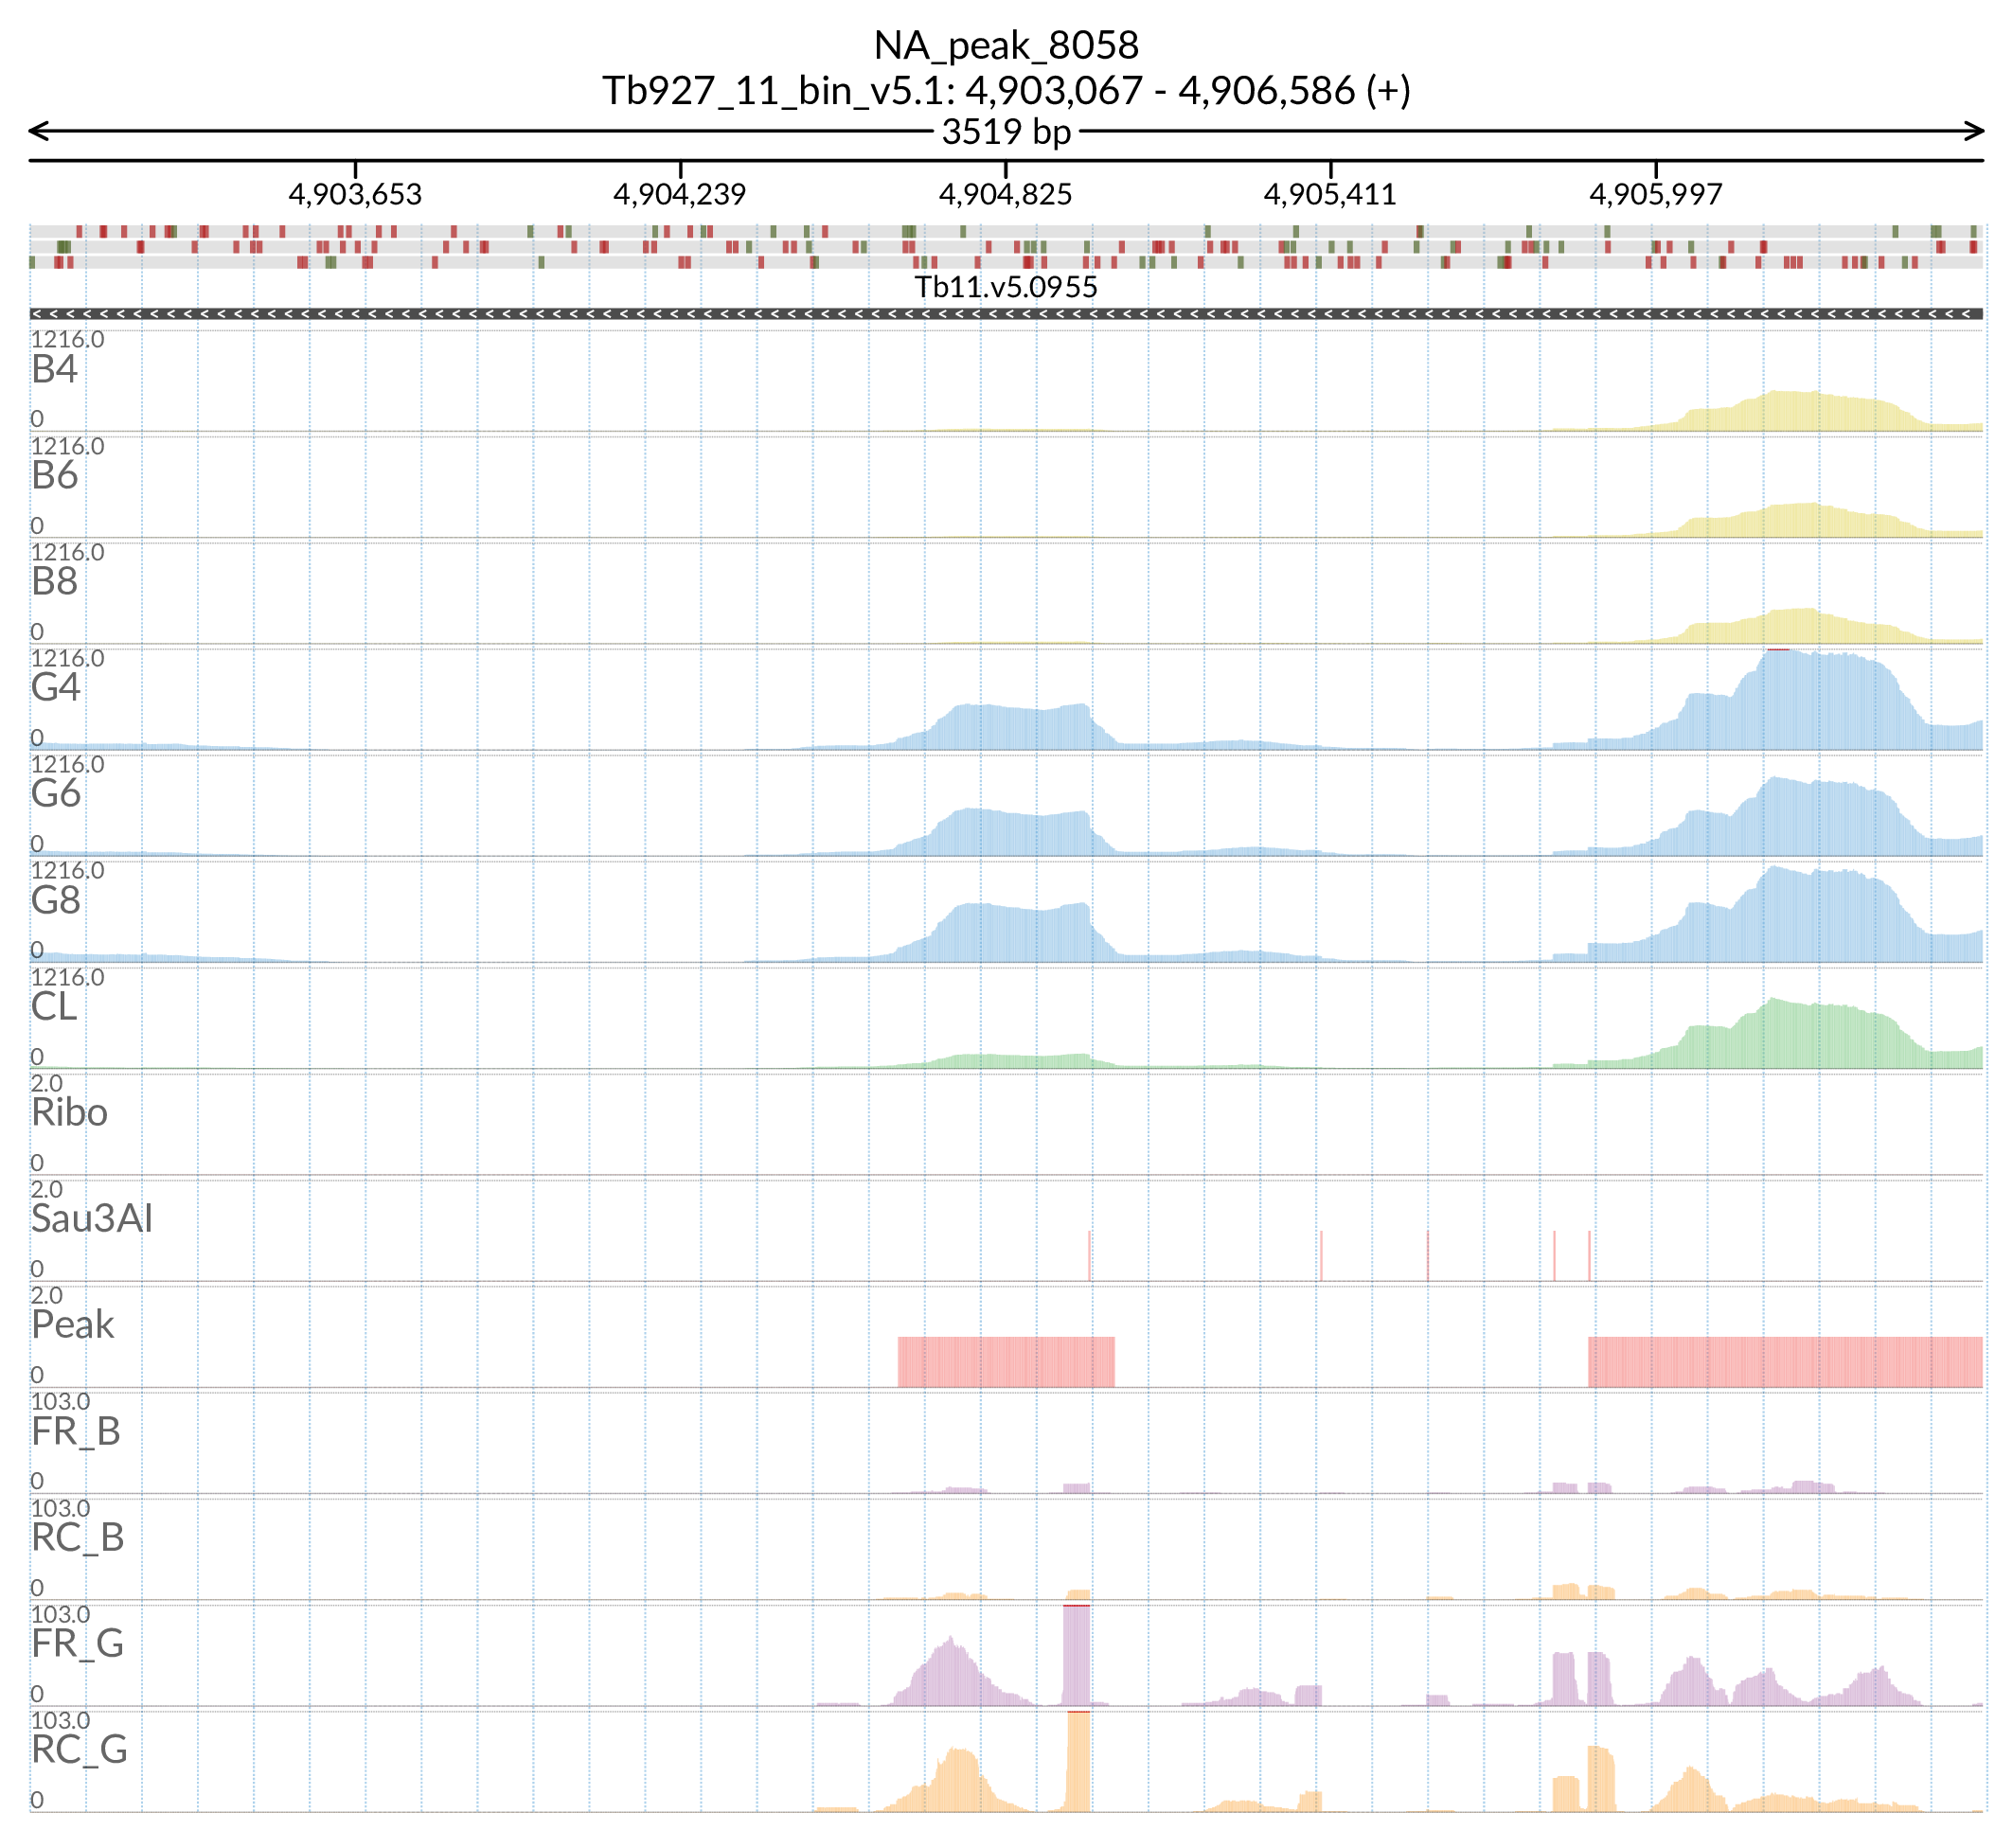 NA_peak_8058
Tb927_11_bin_v5.1: 4,903,067 - 4,906,586 (+)
3519 bp
4,903,653 4,904,239 4,904,825 4,905,411 4,905,997
Tb11.v5.0955
1216.0
B4
0
1216.0
B6
0
1216.0
B8
0
1216.0
G4
0
1216.0
G6
0
1216.0
G8
0
1216.0
CL
0
2.0
Ribo
0
2.0
Sau3AI
0
2.0
Peak
0
103.0
FR_B
0
103.0
RC_B
0
103.0
FR_G
0
103.0
RC_G
0